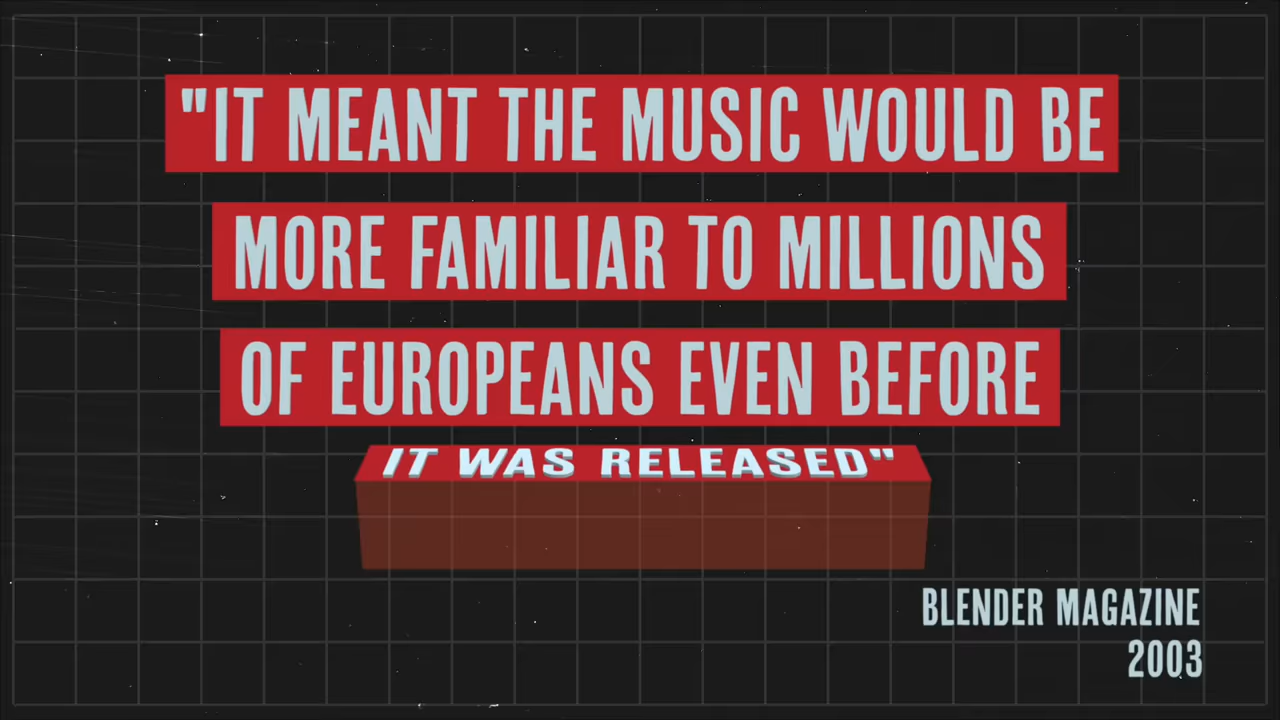 "IT MEANT THE MUSIC WOULD BE
MORE FAMILIAR TO MILLIONS
OF EUROPEANS EVEN BEFORE
IT WAS RELEASED"
BLENDER MAGAZINE
2003